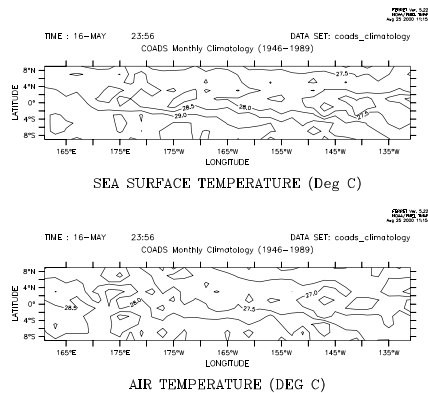 FERRET Ver. 5.22
NOAA/PMEL TMAP
Aug 25 2000 11:15
TIME : 16-MAY 23:56 DATA SET: coads_climatology
COADS Monthly Climatology (1946-1989)
8°N
4°N
0°
4°S
8°S
LATITUDE
27.5
28.5
28.0
29.0
27.5
165°E 175°E 175°W 165°W 155°W 145°W 135°W
LONGITUDE
SEA SURFACE TEMPERATURE (Deg C)
FERRET Ver. 5.22
NOAA/PMEL TMAP
Aug 25 2000 11:15
TIME : 16-MAY 23:56 DATA SET: coads_climatology
COADS Monthly Climatology (1946-1989)
8°N
4°N
0°
4°S
8°S
LATITUDE
28.5
28.0
27.5
27.0
27.5
165°E 175°E 175°W 165°W 155°W 145°W 135°W
LONGITUDE
AIR TEMPERATURE (DEG C)